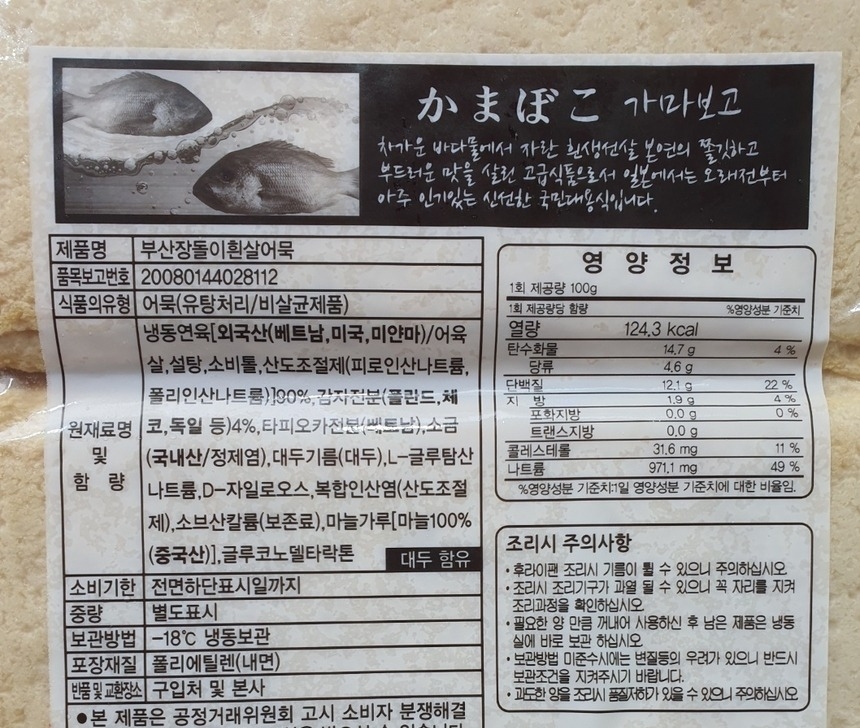 かまぼこ 가마보고
차가운 바다물에서 자란 흰생선살 본연의 쫄깃하고
부드러운 맛을 살린 고급식품으로서 일본에서는 오래전부터
아주 인기있는 신선한 국민대용식입니다.
제품명 부산장돌이흰살어묵
품목보고번호 20080144028112
식품의유형 어묵(유탕처리/비살균제품)
원재료명
및
함 량
냉동연육[외국산(베트남,미국,미얀마)/어육
살,설탕,소비톨,산도조절제(피로인산나트륨,
폴리인산나트륨)]90%,감자전분(폴란드,체
코,독일 등)4%,타피오카전분(베트남),소금
(국내산/정제염),대두기름(대두),L-글루탐산
나트륨,D-자일로오스,복합인산염(산도조절
제),소브산칼륨(보존료),마늘가루[마늘100%
(중국산)],글루코노델타락톤
대두 함유
소비기한 전면하단표시일까지
중량 별도표시
보관방법 -18℃ 냉동보관
포장재질 폴리에틸렌(내면)
반품 및 교환장소 구입처 및 본사
●본 제품은 공정거래위원회 고시 소비자 분쟁해결
영 양 정 보
1회 제공량 100g
1회 제공량당 함량 %영양성분 기준치
열량 124.3 kcal
탄수화물 14.7 g 4 %
당류 4.6 g
단백질 12.1 g 22 %
지 방 1.9 g 4 %
포화지방 0.0 g 0 %
트랜스지방 0.0 g
콜레스테롤 31.6 mg 11 %
나트륨 971.1 mg 49 %
%영양성분 기준치:1일 영양성분 기준치에 대한 비율임.
조리시 주의사항
•후라이팬 조리시 기름이 튈 수 있으니 주의하십시오.
•조리시 조리기구가 과열 될 수 있으니 꼭 자리를 지켜
조리과정을 확인하십시오.
•필요한 양 만큼 꺼내어 사용하신 후 남은 제품은 냉동
실에 바로 보관 하십시오.
•보관방법 미준수시에는 변질등의 우려가 있으니 반드시
보관조건을 지켜주시기 바랍니다.
•과도한 양을 조리시 품질저하가 있을 수 있으니 주의하십시오.